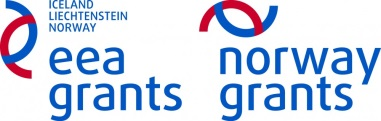 ICELAND
LIECHTENSTEIN
NORWAY
eea
grants
norway
grants